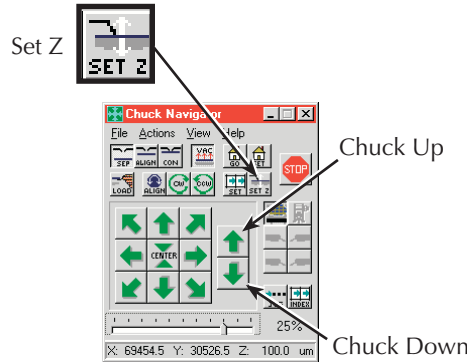 Set Z
SET Z
Chuck Navigator
File Actions View Help
SEP ALIGN CON VAC GO SET
STOP
LOAD ALIGN CW CCW SET SET Z
Chuck Up
CENTER
INDEX
25%
Chuck Down
X: 69454.5 Y: 30526.5 Z: 100.0 um